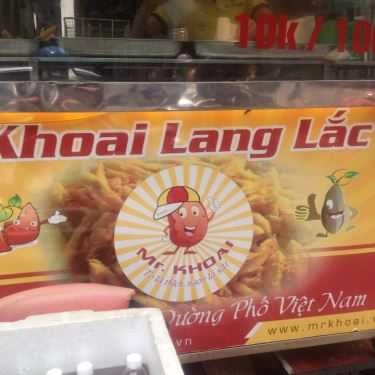 10k / 10
Khoai Lang Lắc
MR KHOAI
Đường Phố Việt Nam
www.mrkhoai.v
.vn